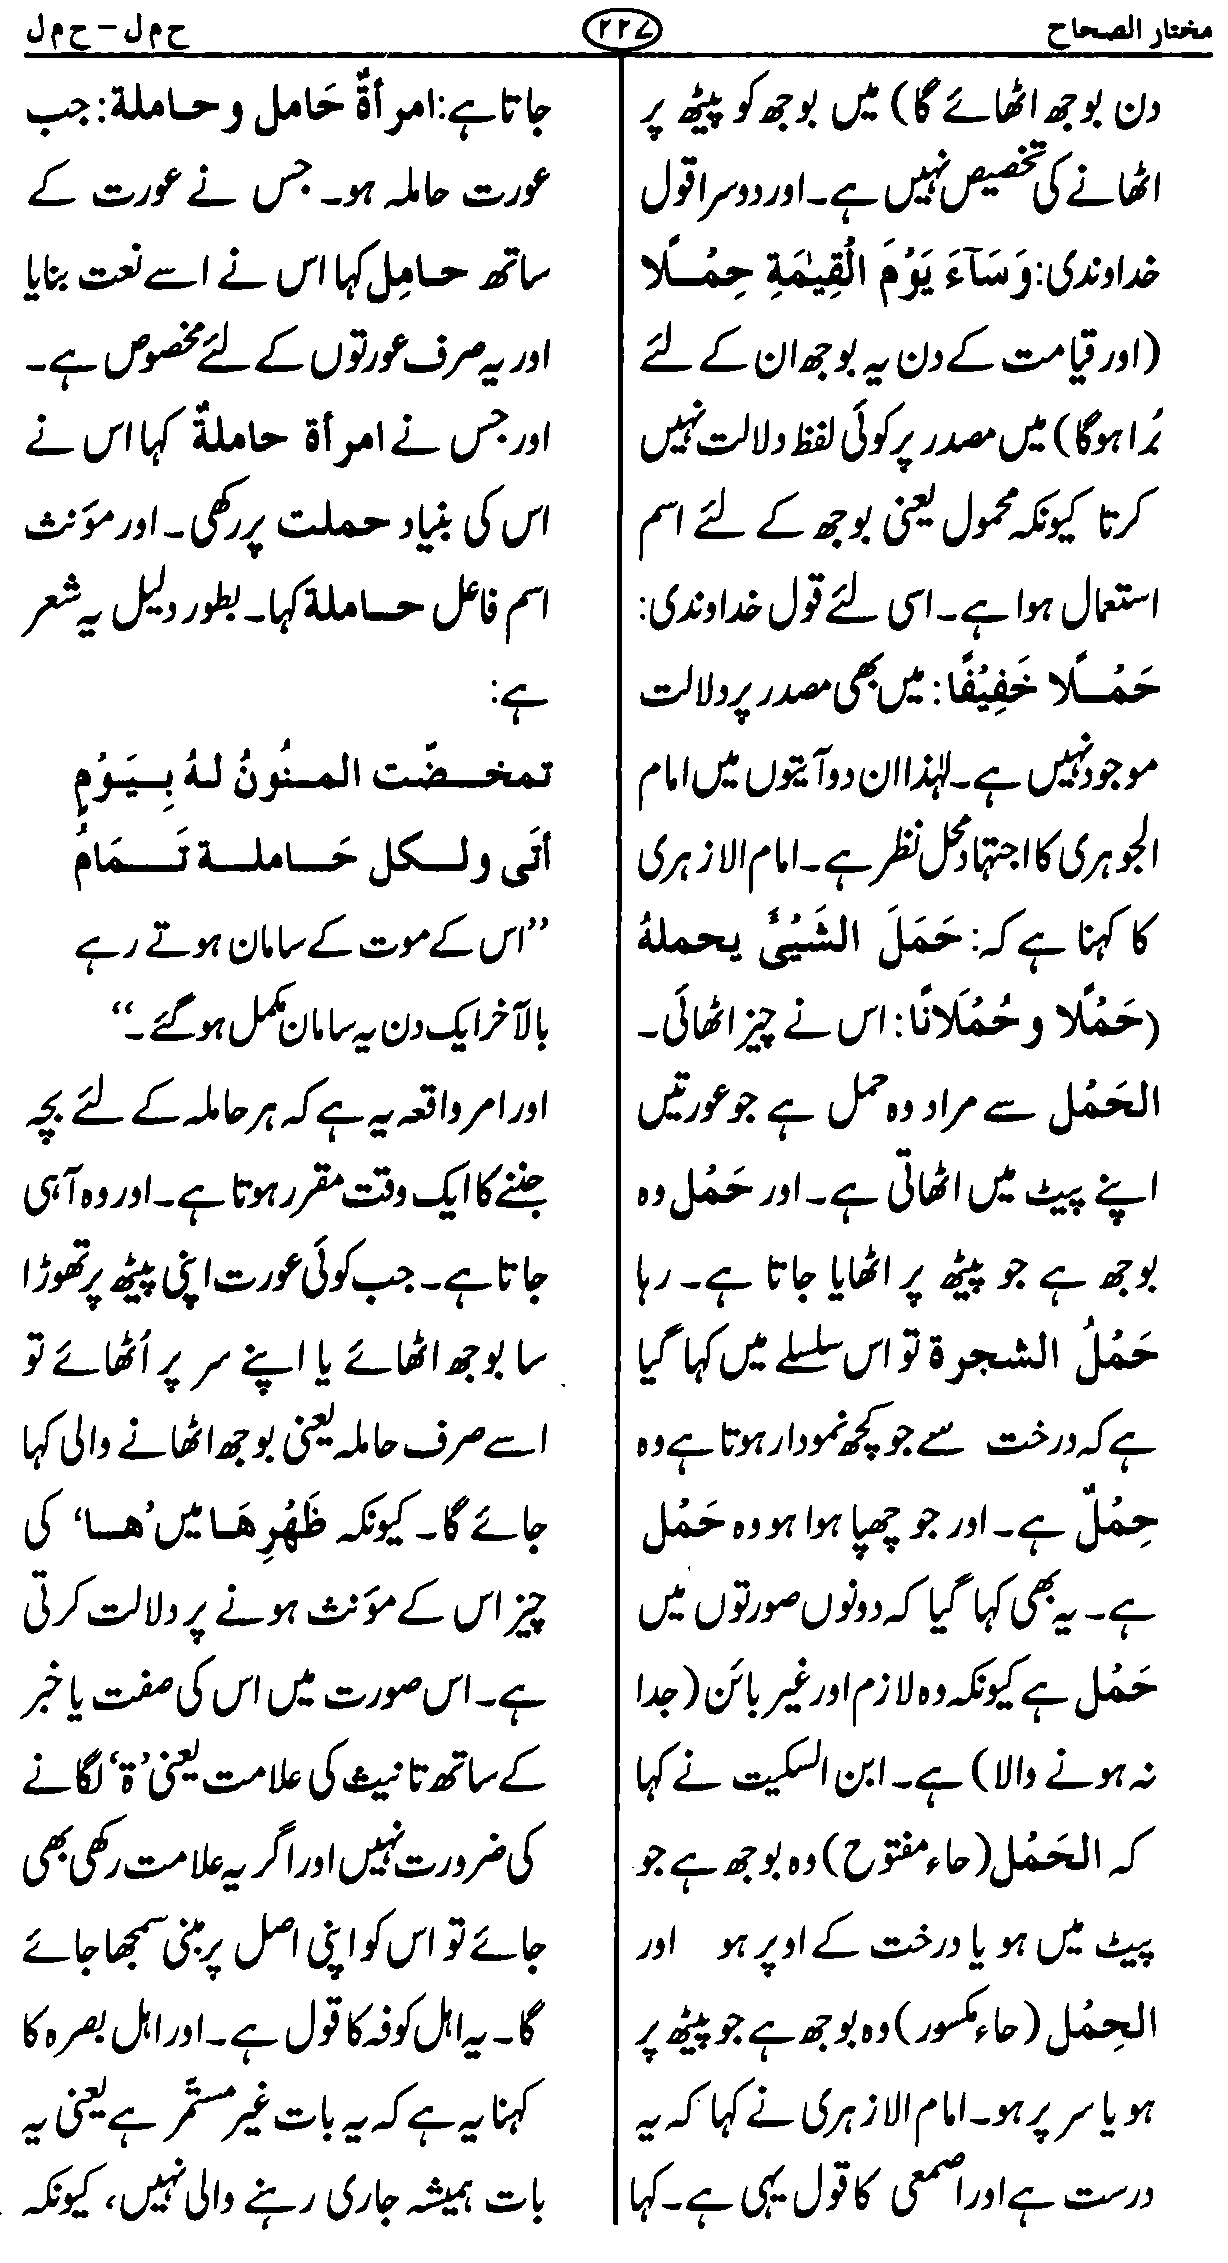 مختار الصحاح
۲۲۷
ح م ل – ح م ل
دن بوجھ اٹھائے گا) میں بوجھ کو پیٹھ پر
اٹھانے کی تخصیص نہیں ہے۔ اور دوسرا قول
خداوندی: وَسَآءَ یَوْمَ الْقِیٰمَةِ حِمْلًا
(اور قیامت کے دن یہ بوجھ ان کے لئے
بُرا ہوگا) میں مصدر پر کوئی لفظ دلالت نہیں
کرتا کیونکہ محمول یعنی بوجھ کے لئے اسم
استعمال ہوا ہے۔ اسی لئے قول خداوندی:
حَمْلًا خَفِیْفًا: میں بھی مصدر پر دلالت
موجود نہیں ہے۔ لہٰذا ان دو آیتوں میں امام
الجوہری کا اجتہاد محل نظر ہے۔ امام الازہری
کا کہنا ہے کہ: حَمَلَ الشَیْئَ یحملهُ
(حَمْلًا و حُمْلَانًا: اس نے چیز اٹھائی۔
الحَمْل سے مراد وہ حمل ہے جو عورتیں
اپنے پیٹ میں اٹھاتی ہے۔ اور حَمْل وہ
بوجھ ہے جو پیٹھ پر اٹھایا جاتا ہے۔ رہا
حَمْلُ الشجرة تو اس سلسلے میں کہا گیا
ہے کہ درخت سے جو کچھ نمودار ہوتا ہے وہ
حِمْلٌ ہے۔ اور جو چھپا ہوا ہو وہ حَمْل
ہے۔ یہ بھی کہا گیا کہ دونوں صورتوں میں
حَمْل ہے کیونکہ وہ لازم اور غیر بائن (جدا
نہ ہونے والا) ہے۔ ابن السکیت نے کہا
کہ الحَمْل (حاء مفتوح) وہ بوجھ ہے جو
پیٹ میں ہو یا درخت کے اوپر ہو اور
الحِمْل (حاء مکسور) وہ بوجھ ہے جو پیٹھ پر
ہو یا سر پر ہو۔ امام الازہری نے کہا کہ یہ
درست ہے اور اصمعی کا قول یہی ہے۔ کہا
جاتا ہے: امرأةٌ حَامل و حاملة: جب
عورت حاملہ ہو۔ جس نے عورت کے
ساتھ حامِل کہا اس نے اسے نعت بنایا
اور یہ صرف عورتوں کے لئے مخصوص ہے۔
اور جس نے امرأة حاملةٌ کہا اس نے
اس کی بنیاد حملت پر رکھی۔ اور مؤنث
اسم فاعل حاملة کہا۔ بطور دلیل یہ شعر
ہے:
تمخضّت المنُونُ لهُ بِیَوْمٍ
أتَی ولکل حَاملة تَمَامُ
’’اس کے موت کے سامان ہوتے رہے
بالآخر ایک دن یہ سامان مکمل ہو گئے۔‘‘
اور امر واقعہ یہ ہے کہ ہر حاملہ کے لئے بچہ
جننے کا ایک وقت مقرر ہوتا ہے۔ اور وہ آ ہی
جاتا ہے۔ جب کوئی عورت اپنی پیٹھ پر تھوڑا
سا بوجھ اٹھائے یا اپنے سر پر اُٹھائے تو
اسے صرف حاملہ یعنی بوجھ اٹھانے والی کہا
جائے گا۔ کیونکہ ظَهْرِهَا میں ’ها‘ کی
چیز اس کے مؤنث ہونے پر دلالت کرتی
ہے۔ اس صورت میں اس کی صفت یا خبر
کے ساتھ تانیث کی علامت یعنی ’ة‘ لگانے
کی ضرورت نہیں اور اگر یہ علامت رکھی بھی
جائے تو اس کو اپنی اصل پر مبنی سمجھا جائے
گا۔ یہ اہل کوفہ کا قول ہے۔ اور اہل بصرہ کا
کہنا یہ ہے کہ یہ بات غیر مستمّر ہے یعنی یہ
بات ہمیشہ جاری رہنے والی نہیں، کیونکہ